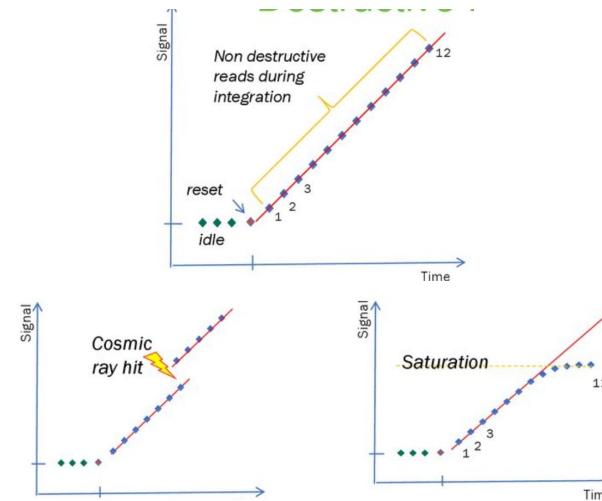 Signal
Non destructive
reads during
integration
12
reset
3
2
1
idle
Time
Signal
Cosmic
ray hit
Signal
Saturation
3
2
1
Time